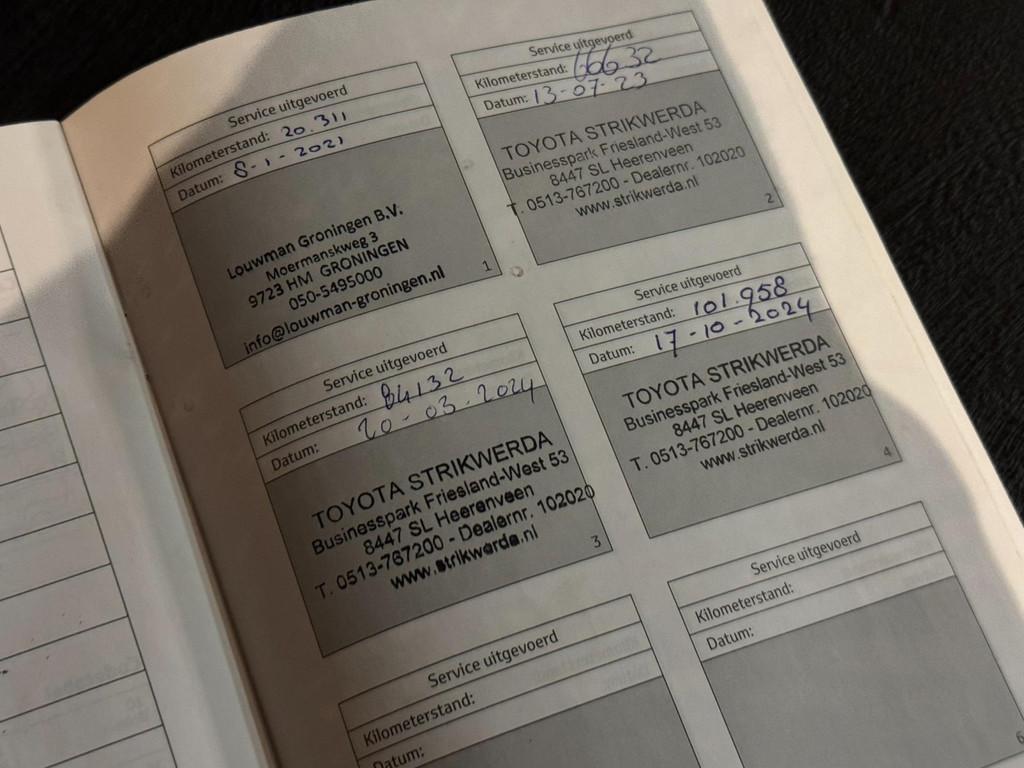 Service uitgevoerd
Kilometerstand: 20.311
Datum: 8-1-2021
Louwman Groningen B.V.
Moermanskweg 3
9723 HM GRONINGEN
050-5495000
info@louwman-groningen.nl
1
Service uitgevoerd
Kilometerstand: 66632
Datum: 13-07-23
TOYOTA STRIKWERDA
Businesspark Friesland-West 53
8447 SL Heerenveen
T. 0513-767200 - Dealernr. 102020
www.strikwerda.nl
2
Service uitgevoerd
Kilometerstand: 84132
Datum: 20-03-2024
TOYOTA STRIKWERDA
Businesspark Friesland-West 53
8447 SL Heerenveen
T. 0513-767200 - Dealernr. 102020
www.strikwerda.nl
3
Service uitgevoerd
Kilometerstand: 101.958
Datum: 17-10-2024
TOYOTA STRIKWERDA
Businesspark Friesland-West 53
8447 SL Heerenveen
T. 0513-767200 - Dealernr. 102020
www.strikwerda.nl
4
Service uitgevoerd
Kilometerstand:
Datum:
Service uitgevoerd
Kilometerstand:
Datum:
6